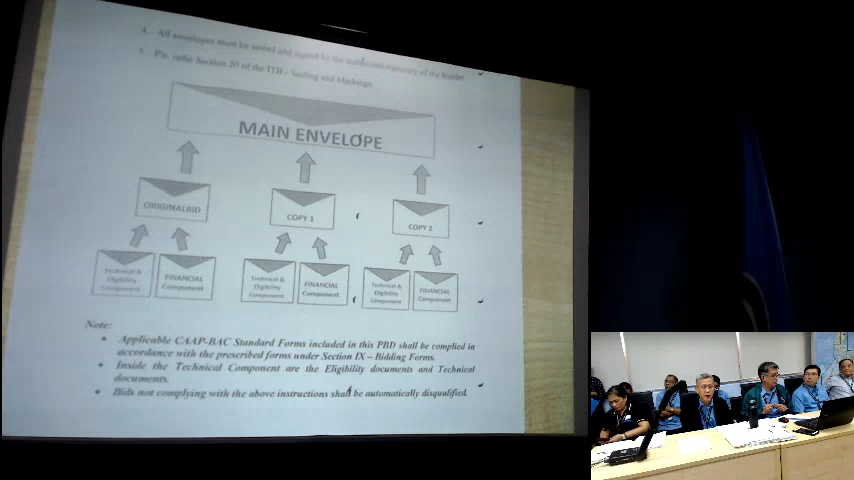 4. All envelopes must be sealed and signed by the authorized signatory of the Bidder
Pls. refer Section 20 of the ITB – Sealing and Markings.
MAIN ENVELOPE
ORIGINAL BID
COPY 1
COPY 2
Technical & Eligibility Component
FINANCIAL Component
Technical & Eligibility Component
FINANCIAL Component
Technical & Eligibility Component
FINANCIAL Component
Note:
• Applicable CAAP-BAC Standard Forms included in this PBD shall be complied in
accordance with the prescribed forms under Section IX – Bidding Forms.
• Inside the Technical Component are the Eligibility documents and Technical
documents.
• Bids not complying with the above instructions shall be automatically disqualified.